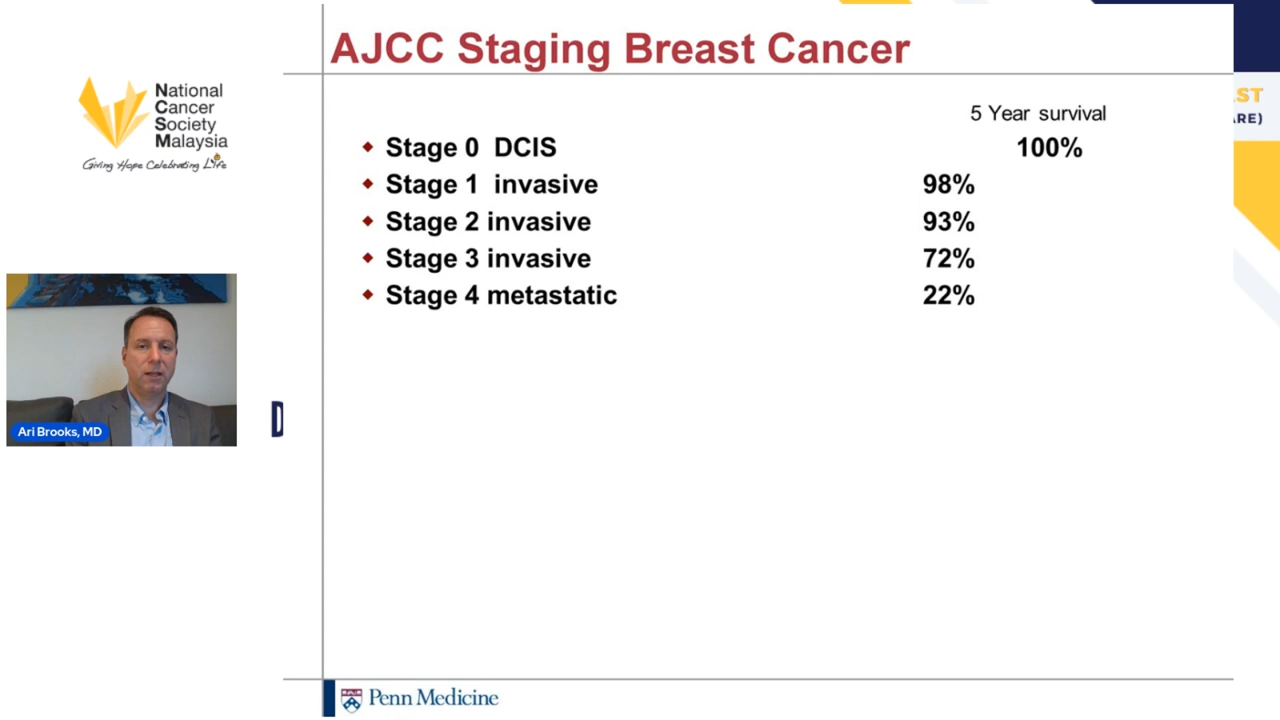 AJCC Staging Breast Cancer
National
Cancer
Society
Malaysia
Giving Hope Celebrating Life
5 Year survival
Stage 0 DCIS 100%
Stage 1 invasive 98%
Stage 2 invasive 93%
Stage 3 invasive 72%
Stage 4 metastatic 22%
Ari Brooks, MD
D
Penn Medicine
ST
RE)